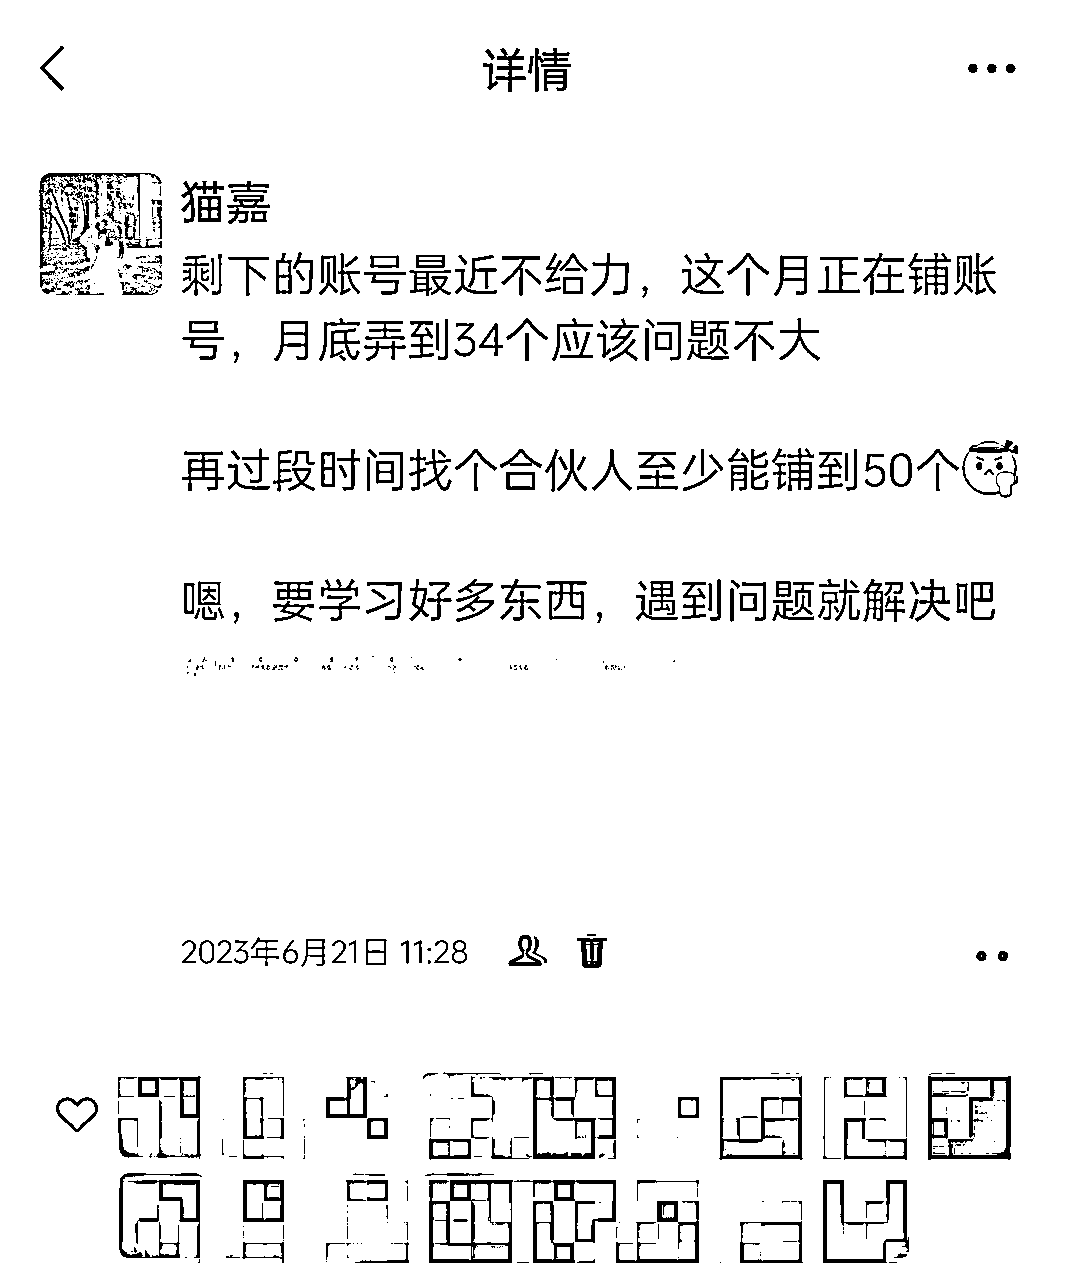 详情
猫嘉
剩下的账号最近不给力，这个月正在铺账
号，月底弄到34个应该问题不大
再过段时间找个合伙人至少能铺到50个
嗯，要学习好多东西，遇到问题就解决吧
2023年6月21日 11:28